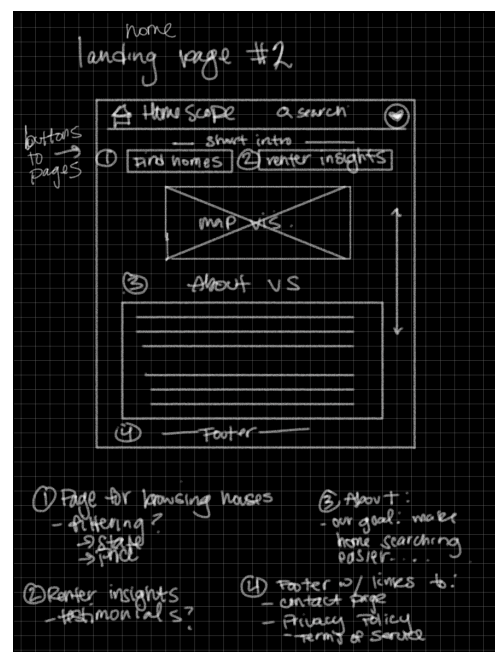 home
landing page #2
Home Scope
search
buttons
to
pages
short intro
① Find homes
② renter insights
map vis.
③ About US
④ Footer
① Page for browsing houses
- filtering?
→ state
→ price
② Renter insights
- testimonials?
③ About:
- our goal: make
home searching
easier....
④ Footer w/ links to:
- contact page
- Privacy Policy
- Terms of Service